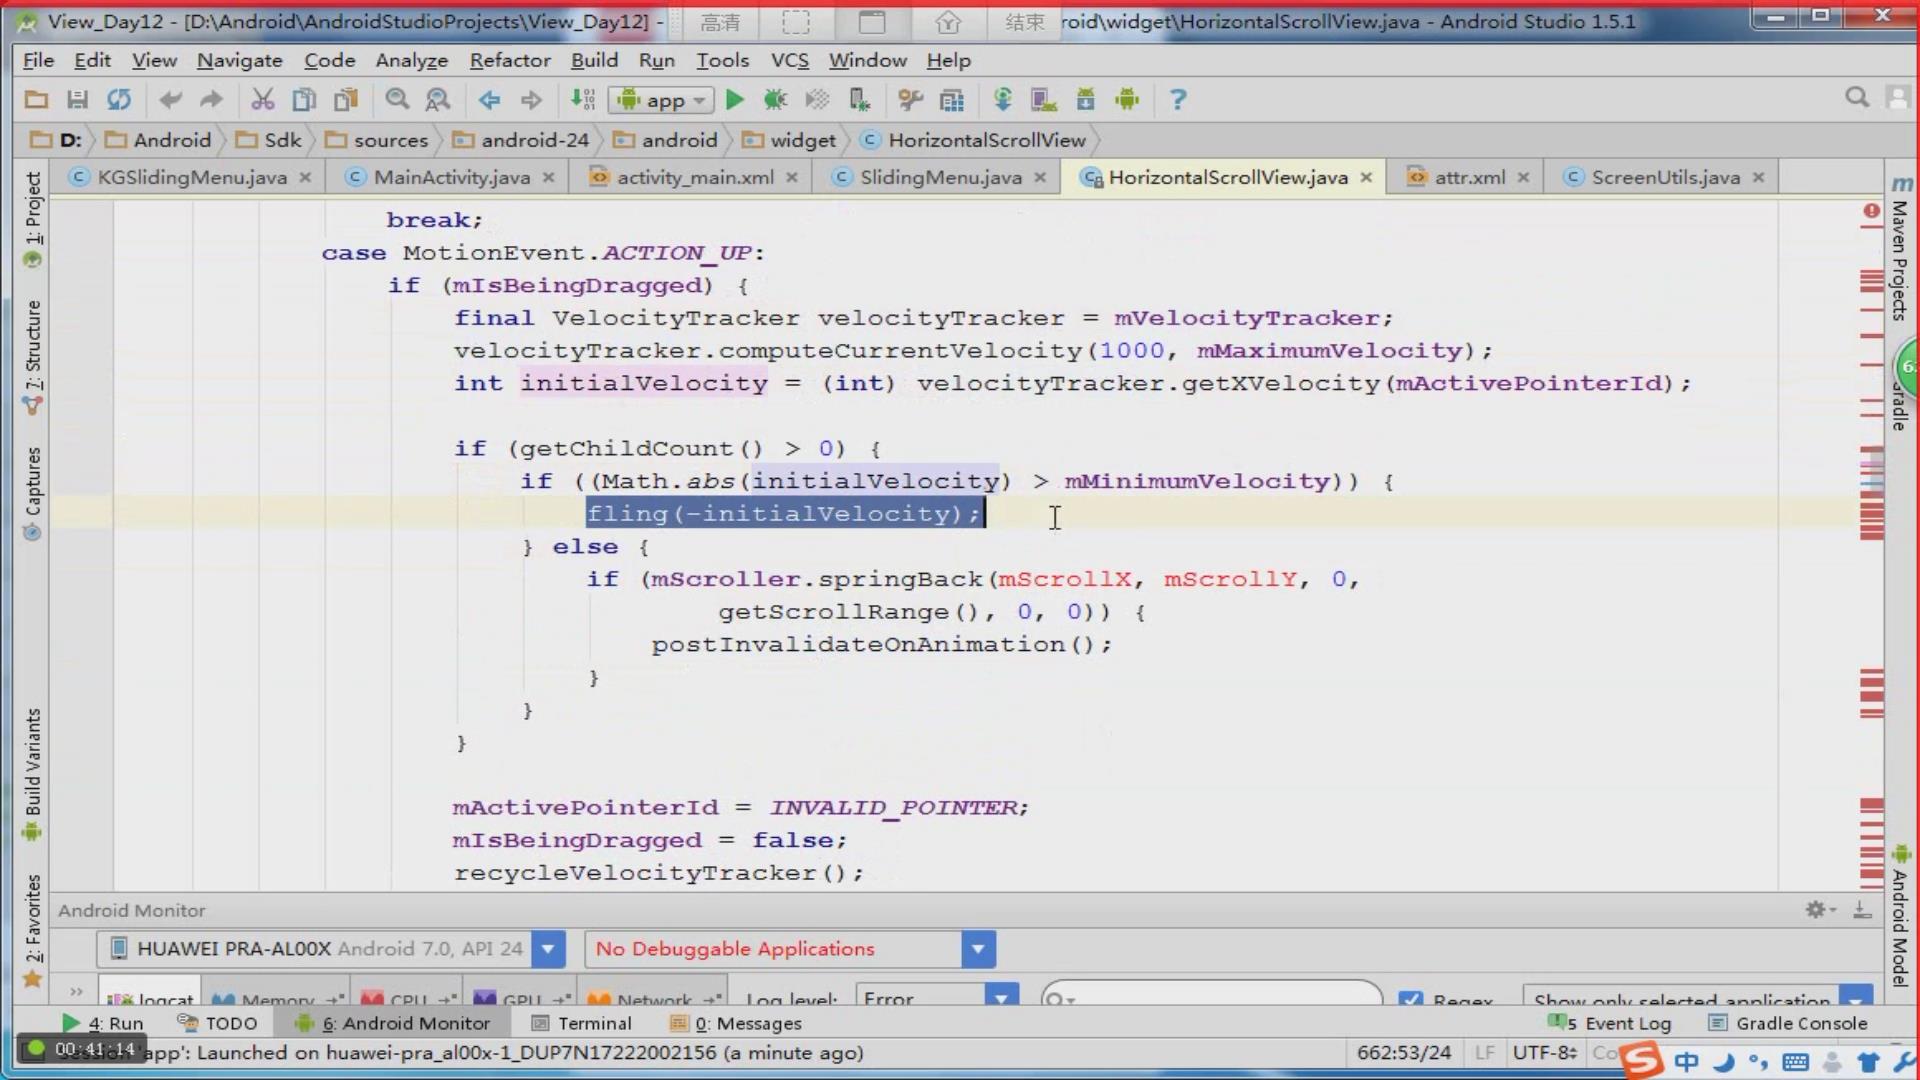 View_Day12 - [D:\Android\AndroidStudioProjects\View_Day12] - 高清 结束 roid\widget\HorizontalScrollView.java - Android Studio 1.5.1
File Edit View Navigate Code Analyze Refactor Build Run Tools VCS Window Help
app
D: Android Sdk sources android-24 android widget HorizontalScrollView
KGSlidingMenu.java MainActivity.java activity_main.xml SlidingMenu.java HorizontalScrollView.java attr.xml ScreenUtils.java
1: Project
7: Structure
Captures
Build Variants
2: Favorites
break;
case MotionEvent.ACTION_UP:
if (mIsBeingDragged) {
final VelocityTracker velocityTracker = mVelocityTracker;
velocityTracker.computeCurrentVelocity(1000, mMaximumVelocity);
int initialVelocity = (int) velocityTracker.getXVelocity(mActivePointerId);
if (getChildCount() > 0) {
if ((Math.abs(initialVelocity) > mMinimumVelocity)) {
fling(-initialVelocity);
} else {
if (mScroller.springBack(mScrollX, mScrollY, 0,
getScrollRange(), 0, 0)) {
postInvalidateOnAnimation();
}
}
}
mActivePointerId = INVALID_POINTER;
mIsBeingDragged = false;
recycleVelocityTracker();
Maven Projects
Gradle
Android Model
Android Monitor
HUAWEI PRA-AL00X Android 7.0, API 24 No Debuggable Applications
logcat Memory CPU GPU Network Log level: Error Regex Show only selected application
4: Run TODO 6: Android Monitor Terminal 0: Messages 5 Event Log Gradle Console
00:41:14 'app': Launched on huawei-pra_al00x-1_DUP7N17222002156 (a minute ago) 662:53/24 LF UTF-8 中